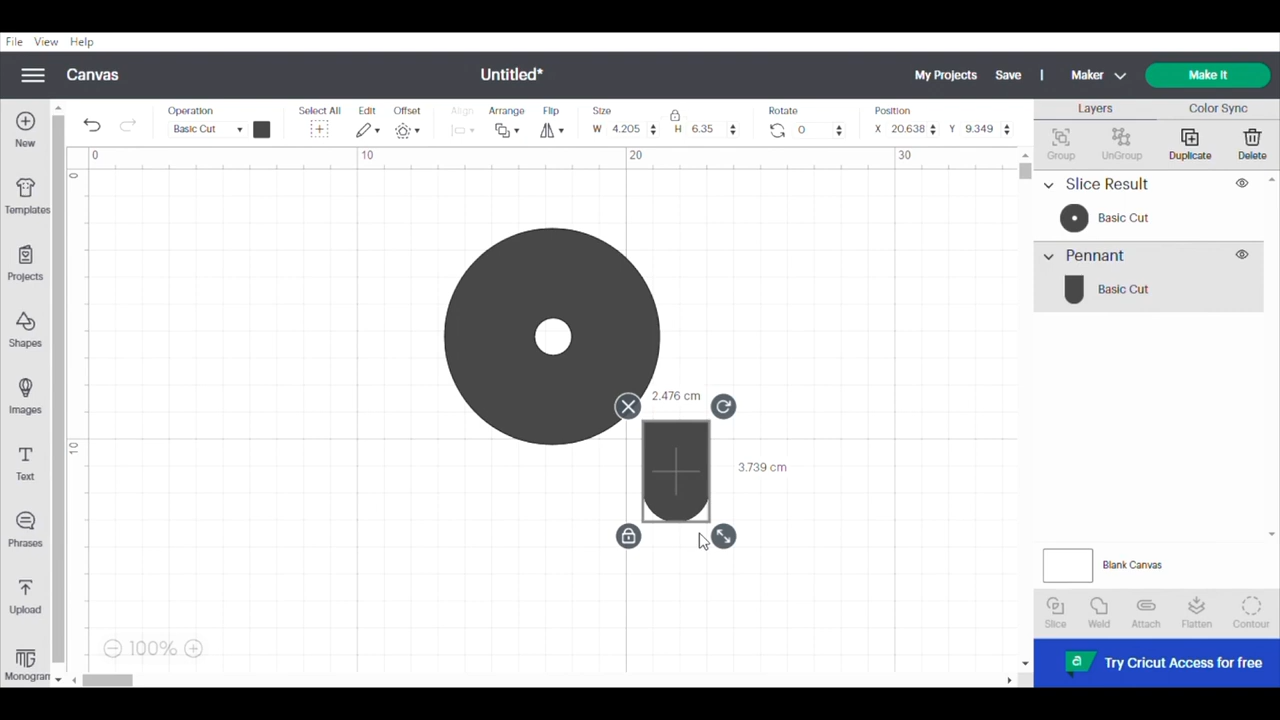 File View Help
Canvas Untitled* My Projects Save | Maker Make It
Operation Select All Edit Offset Align Arrange Flip Size Rotate Position
Basic Cut W 4.205 H 6.35 0 X 20.638 Y 9.349
Layers Color Sync
Group UnGroup Duplicate Delete
New
Templates
Projects
Shapes
Images
Text
Phrases
Upload
Monogram
0 10 20 30
0
10
2.476 cm
3.739 cm
100%
Slice Result
Basic Cut
Pennant
Basic Cut
Blank Canvas
Slice Weld Attach Flatten Contour
a Try Cricut Access for free